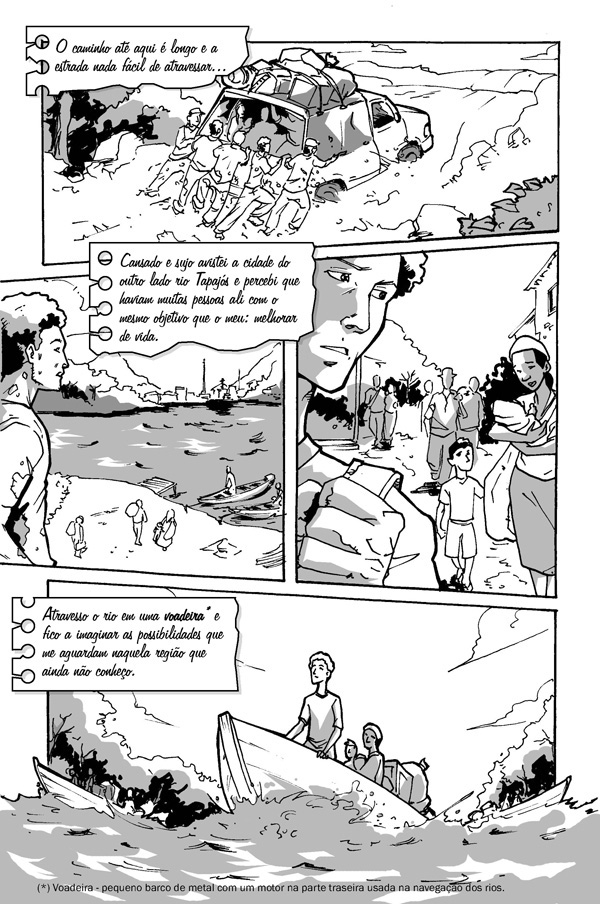 O caminho até aqui é longo e a
estrada nada fácil de atravessar...
Cansado e sujo avistei a cidade do
outro lado rio Tapajós e percebi que
haviam muitas pessoas ali com o
mesmo objetivo que o meu: melhorar
de vida.
Atravesso o rio em uma voadeira* e
fico a imaginar as possibilidades que
me aguardam naquela região que
ainda não conheço.
(*) Voadeira - pequeno barco de metal com um motor na parte traseira usada na navegação dos rios.